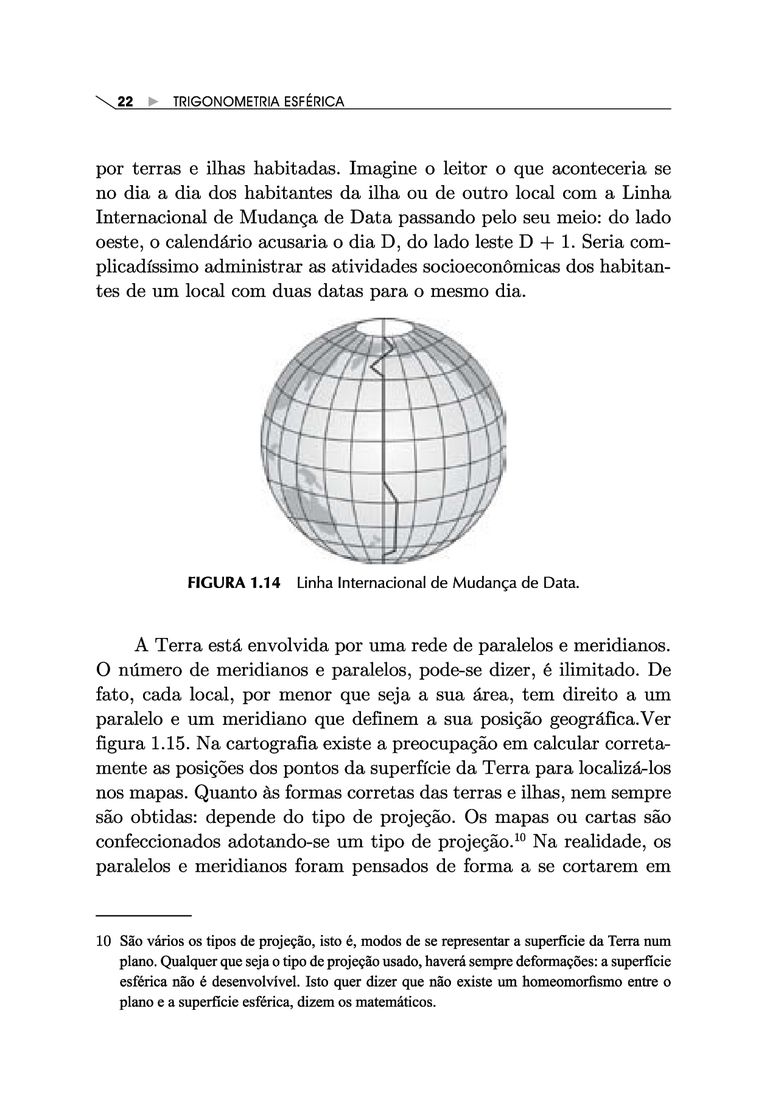 22 ▶ TRIGONOMETRIA ESFÉRICA
por terras e ilhas habitadas. Imagine o leitor o que aconteceria se
no dia a dia dos habitantes da ilha ou de outro local com a Linha
Internacional de Mudança de Data passando pelo seu meio: do lado
oeste, o calendário acusaria o dia D, do lado leste D + 1. Seria com-
plicadíssimo administrar as atividades socioeconômicas dos habitan-
tes de um local com duas datas para o mesmo dia.
FIGURA 1.14 Linha Internacional de Mudança de Data.
A Terra está envolvida por uma rede de paralelos e meridianos.
O número de meridianos e paralelos, pode-se dizer, é ilimitado. De
fato, cada local, por menor que seja a sua área, tem direito a um
paralelo e um meridiano que definem a sua posição geográfica.Ver
figura 1.15. Na cartografia existe a preocupação em calcular correta-
mente as posições dos pontos da superfície da Terra para localizá-los
nos mapas. Quanto às formas corretas das terras e ilhas, nem sempre
são obtidas: depende do tipo de projeção. Os mapas ou cartas são
confeccionados adotando-se um tipo de projeção.¹⁰ Na realidade, os
paralelos e meridianos foram pensados de forma a se cortarem em
10 São vários os tipos de projeção, isto é, modos de se representar a superfície da Terra num
plano. Qualquer que seja o tipo de projeção usado, haverá sempre deformações: a superfície
esférica não é desenvolvível. Isto quer dizer que não existe um homeomorfismo entre o
plano e a superfície esférica, dizem os matemáticos.